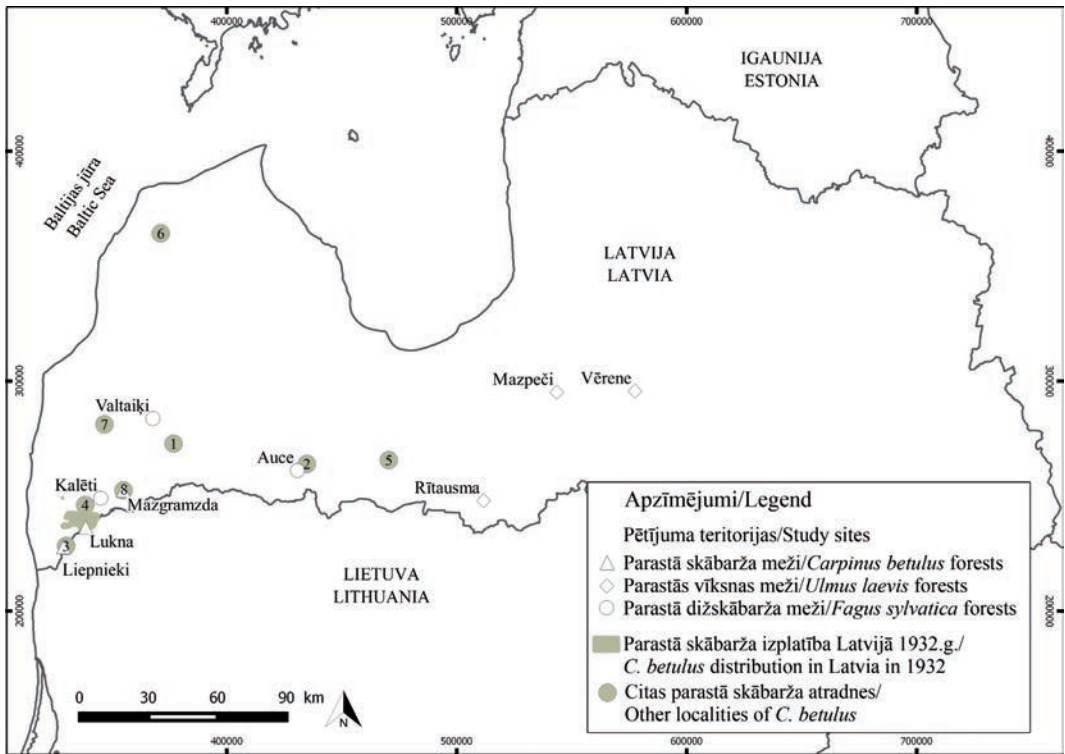 400000
500000
600000
700000
IGAUNIJA
ESTONIA
400000
400000
Baltijas jūra
Baltic Sea
6
LATVIJA
LATVIA
300000
300000
Mazpeči
Vērene
Valtaiķi
7
1
Auce
2
5
Rītausma
Kalēti
8
4
Mazgramzda
Lukna
3
Liepnieki
LIETUVA
LITHUANIA
200000
200000
Apzīmējumi/Legend
Pētījuma teritorijas/Study sites
Parastā skābarža meži/Carpinus betulus forests
Parastās vīksnas meži/Ulmus laevis forests
Parastā dižskābarža meži/Fagus sylvatica forests
Parastā skābarža izplatība Latvijā 1932.g./
C. betulus distribution in Latvia in 1932
Citas parastā skābarža atradnes/
Other localities of C. betulus
0 30 60 90 km
N
400000
500000
600000
700000